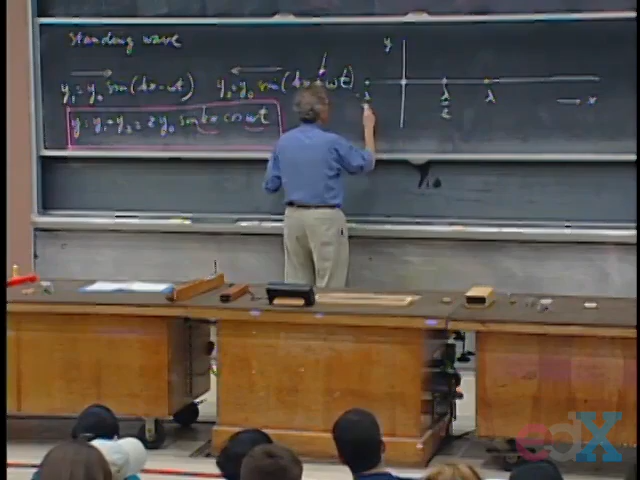 standing wave
y₁ = y₀ sin(kx-ωt) y₂ = y₀ sin(kx+ωt)
y = y₁+y₂ = 2y₀ sin kx cos ωt
y
λ/2 λ
→ x
edX